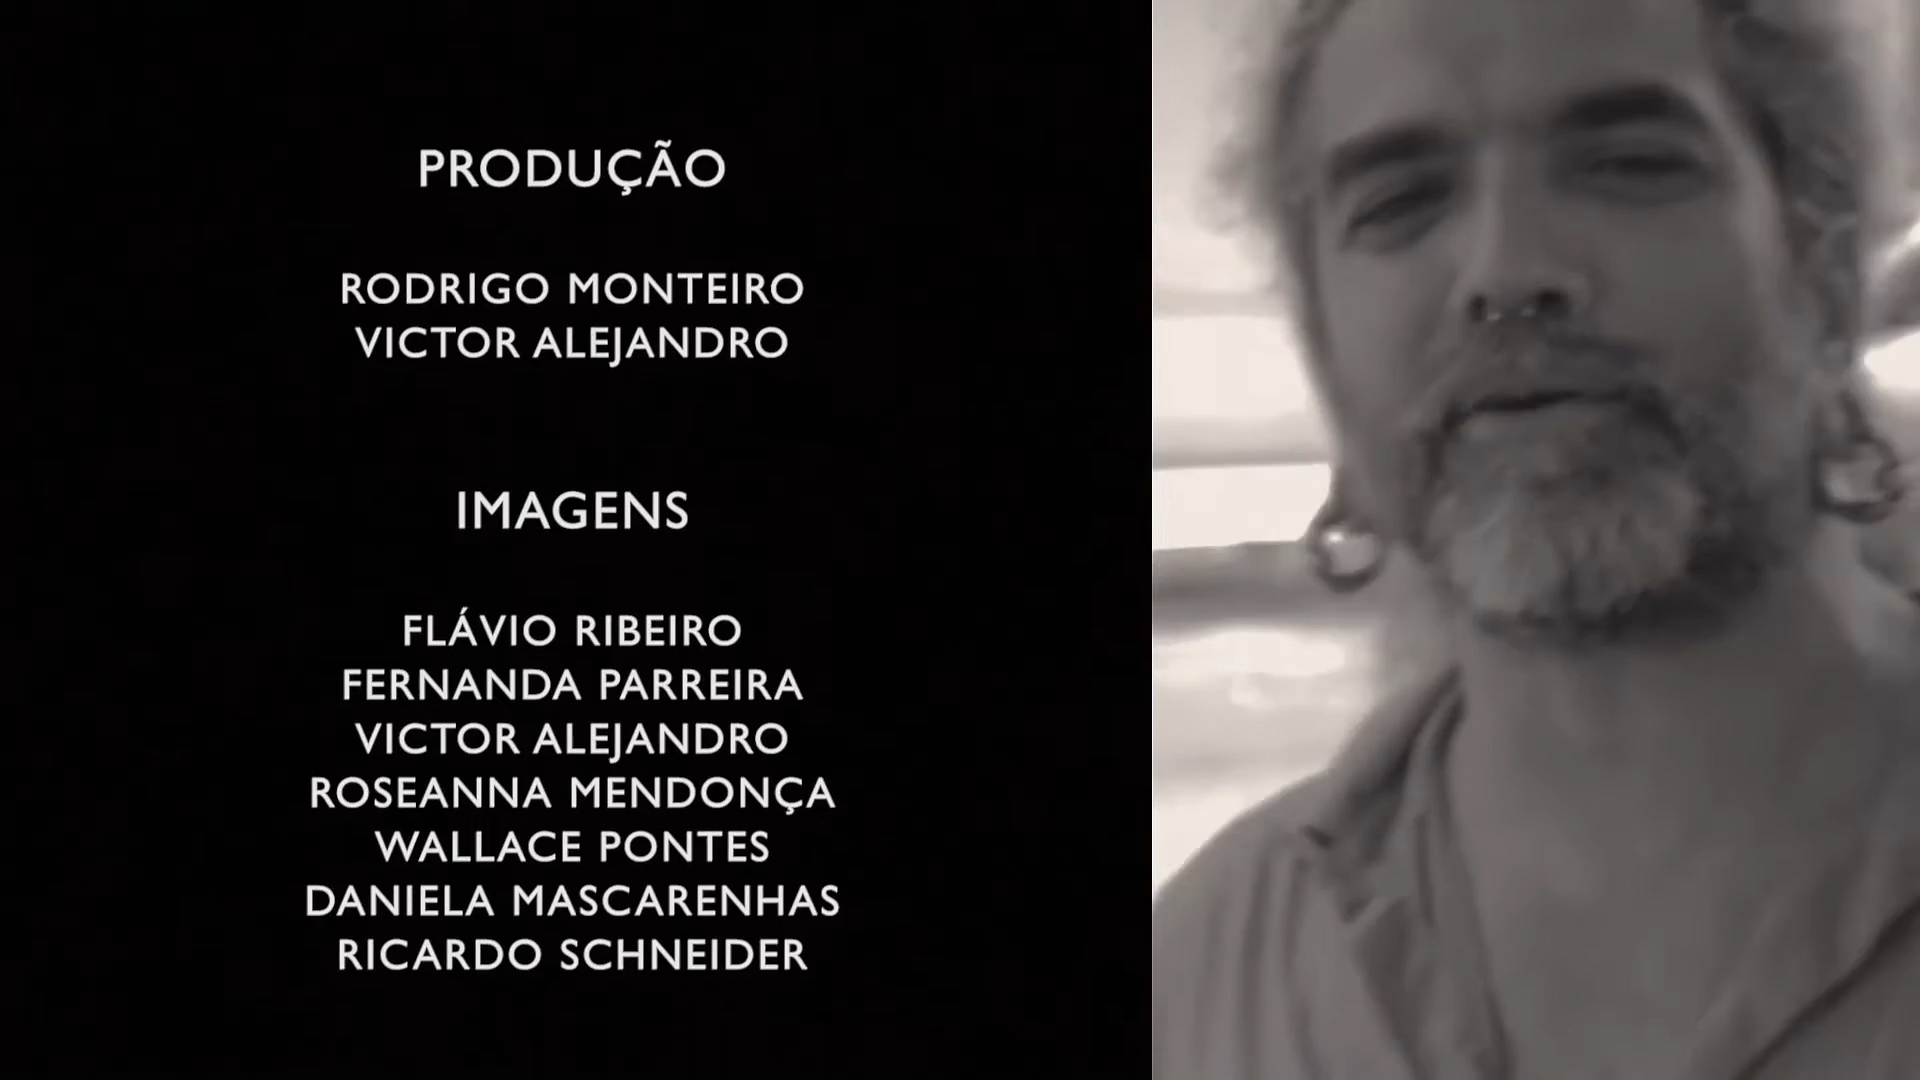 PRODUÇÃO
RODRIGO MONTEIRO
VICTOR ALEJANDRO
IMAGENS
FLÁVIO RIBEIRO
FERNANDA PARREIRA
VICTOR ALEJANDRO
ROSEANNA MENDONÇA
WALLACE PONTES
DANIELA MASCARENHAS
RICARDO SCHNEIDER